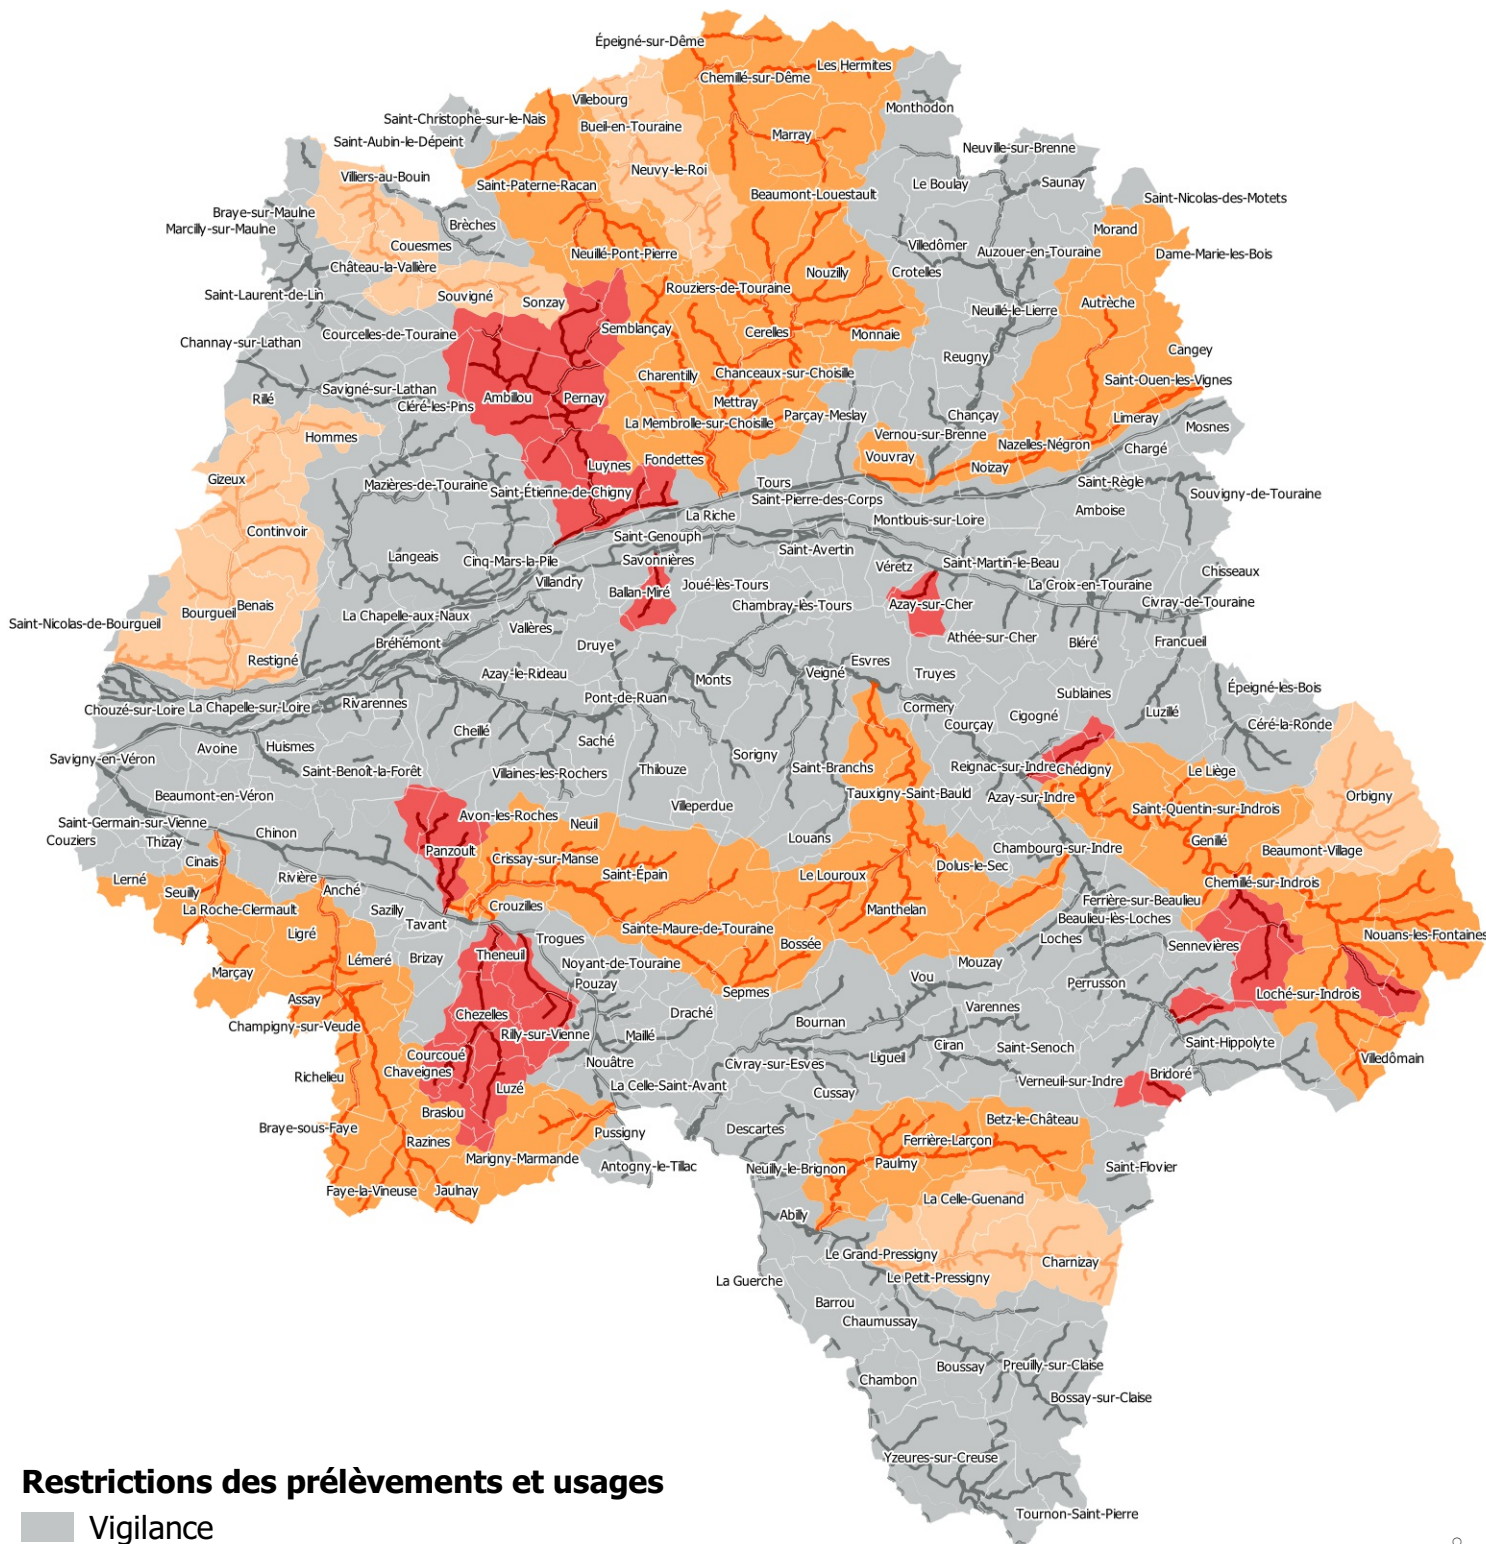 Épeigné-sur-Dême
Les Hermites
Chemillé-sur-Dême
Villebourg
Monthodon
Saint-Christophe-sur-le-Nais
Bueil-en-Touraine
Marray
Saint-Aubin-le-Dépeint
Neuville-sur-Brenne
Neuvy-le-Roi
Villiers-au-Bouin
Saint-Paterne-Racan
Le Boulay
Saunay
Beaumont-Louestault
Saint-Nicolas-des-Motets
Braye-sur-Maulne
Marcilly-sur-Maulne
Brèches
Morand
Couesmes
Villedômer
Auzouer-en-Touraine
Neuillé-Pont-Pierre
Dame-Marie-les-Bois
Château-la-Vallière
Nouzilly
Crotelles
Rouziers-de-Touraine
Saint-Laurent-de-Lin
Souvigné
Sonzay
Autrèche
Neuillé-le-Lierre
Semblançay
Cerelles
Monnaie
Courcelles-de-Touraine
Channay-sur-Lathan
Cangey
Reugny
Charentilly
Chanceaux-sur-Choisille
Saint-Ouen-les-Vignes
Savigné-sur-Lathan
Rillé
Cléré-les-Pins
Ambillou
Pernay
Mettray
Parçay-Meslay
Chançay
Limeray
La Membrolle-sur-Choisille
Mosnes
Hommes
Vernou-sur-Brenne
Nazelles-Négron
Chargé
Vouvray
Noizay
Luynes
Fondettes
Gizeux
Mazières-de-Touraine
Saint-Étienne-de-Chigny
Tours
Saint-Règle
Saint-Pierre-des-Corps
Souvigny-de-Touraine
La Riche
Montlouis-sur-Loire
Amboise
Continvoir
Saint-Genouph
Langeais
Cinq-Mars-la-Pile
Savonnières
Saint-Avertin
Véretz
Saint-Martin-le-Beau
Chisseaux
Villandry
Joué-lès-Tours
La Croix-en-Touraine
Ballan-Miré
Chambray-lès-Tours
Azay-sur-Cher
Civray-de-Touraine
Bourgueil
Benais
La Chapelle-aux-Naux
Saint-Nicolas-de-Bourgueil
Vallères
Bréhémont
Druye
Athée-sur-Cher
Bléré
Francueil
Restigné
Azay-le-Rideau
Veigné
Esvres
Truyes
Monts
Épeigné-les-Bois
Pont-de-Ruan
Sublaines
Chouzé-sur-Loire
La Chapelle-sur-Loire
Rivarennes
Cormery
Cigogné
Luzillé
Courçay
Céré-la-Ronde
Cheillé
Saché
Avoine
Huismes
Savigny-en-Véron
Sorigny
Saint-Benoît-la-Forêt
Villaines-les-Rochers
Thilouze
Saint-Branchs
Reignac-sur-Indre
Chédigny
Le Liège
Beaumont-en-Véron
Tauxigny-Saint-Bauld
Azay-sur-Indre
Orbigny
Villeperdue
Saint-Quentin-sur-Indrois
Saint-Germain-sur-Vienne
Avon-les-Roches
Neuil
Couziers
Thizay
Chinon
Louans
Genillé
Chambourg-sur-Indre
Beaumont-Village
Panzoult
Crissay-sur-Manse
Cinais
Dolus-le-Sec
Lerné
Rivière
Saint-Épain
Le Louroux
Chemillé-sur-Indrois
Seuilly
Anché
La Roche-Clermault
Sazilly
Crouzilles
Manthelan
Ferrière-sur-Beaulieu
Beaulieu-lès-Loches
Tavant
Sainte-Maure-de-Touraine
Ligré
Trogues
Bossée
Loches
Sennevières
Nouans-les-Fontaines
Lémeré
Brizay
Theneuil
Noyant-de-Touraine
Mouzay
Marçay
Pouzay
Vou
Perrusson
Sepmes
Loché-sur-Indrois
Assay
Varennes
Chezelles
Draché
Bournan
Champigny-sur-Veude
Rilly-sur-Vienne
Maillé
Saint-Hippolyte
Courcoué
Ciran
Saint-Senoch
Ligueil
Villedômain
Chaveignes
Nouâtre
Civray-sur-Esves
Richelieu
Bridoré
Luzé
La Celle-Saint-Avant
Verneuil-sur-Indre
Cussay
Braslou
Betz-le-Château
Braye-sous-Faye
Descartes
Pussigny
Razines
Ferrière-Larçon
Marigny-Marmande
Paulmy
Antogny-le-Tillac
Neuilly-le-Brignon
Saint-Flovier
Faye-la-Vineuse
Jaulnay
La Celle-Guenand
Abilly
Le Grand-Pressigny
Charnizay
La Guerche
Le Petit-Pressigny
Barrou
Chaumussay
Boussay
Preuilly-sur-Claise
Chambon
Bossay-sur-Claise
Yzeures-sur-Creuse
Tournon-Saint-Pierre
Restrictions des prélèvements et usages
Vigilance